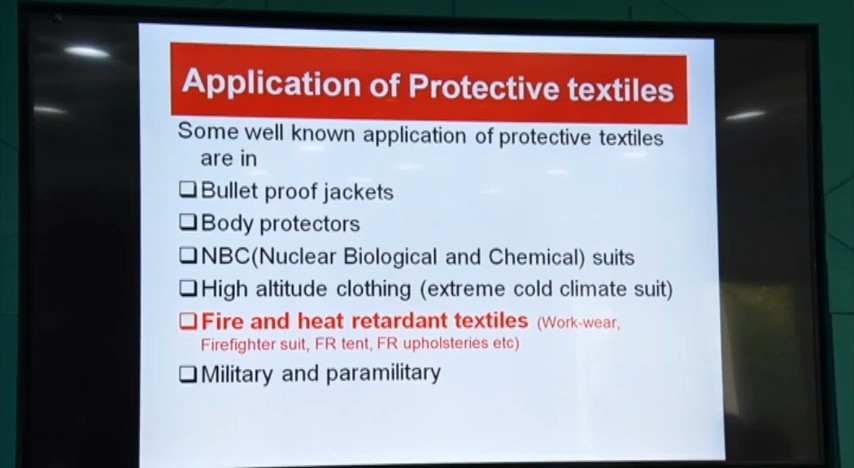 Application of Protective textiles
Some well known application of protective textiles
are in
❑Bullet proof jackets
❑Body protectors
❑NBC(Nuclear Biological and Chemical) suits
❑High altitude clothing (extreme cold climate suit)
❑Fire and heat retardant textiles (Work-wear,
Firefighter suit, FR tent, FR upholsteries etc)
❑Military and paramilitary